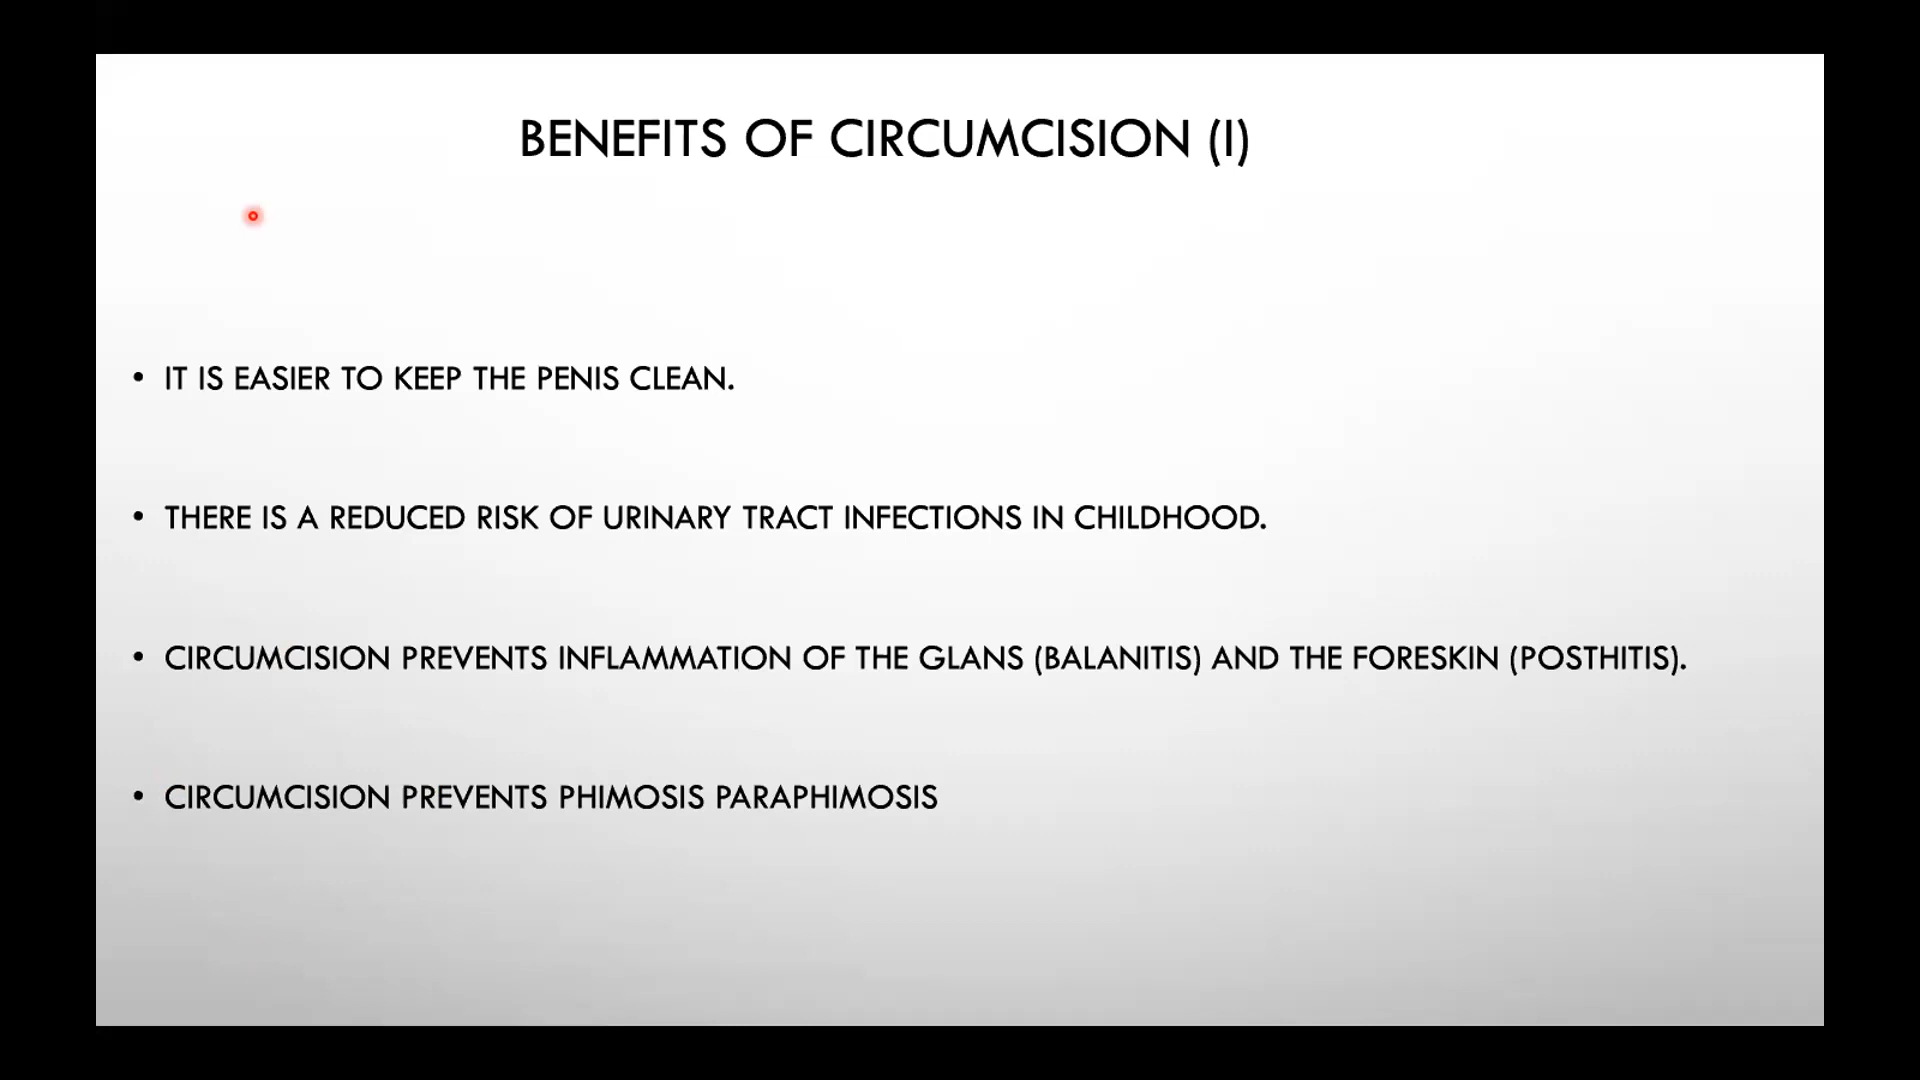 BENEFITS OF CIRCUMCISION (I)
• IT IS EASIER TO KEEP THE PENIS CLEAN.
• THERE IS A REDUCED RISK OF URINARY TRACT INFECTIONS IN CHILDHOOD.
• CIRCUMCISION PREVENTS INFLAMMATION OF THE GLANS (BALANITIS) AND THE FORESKIN (POSTHITIS).
• CIRCUMCISION PREVENTS PHIMOSIS PARAPHIMOSIS